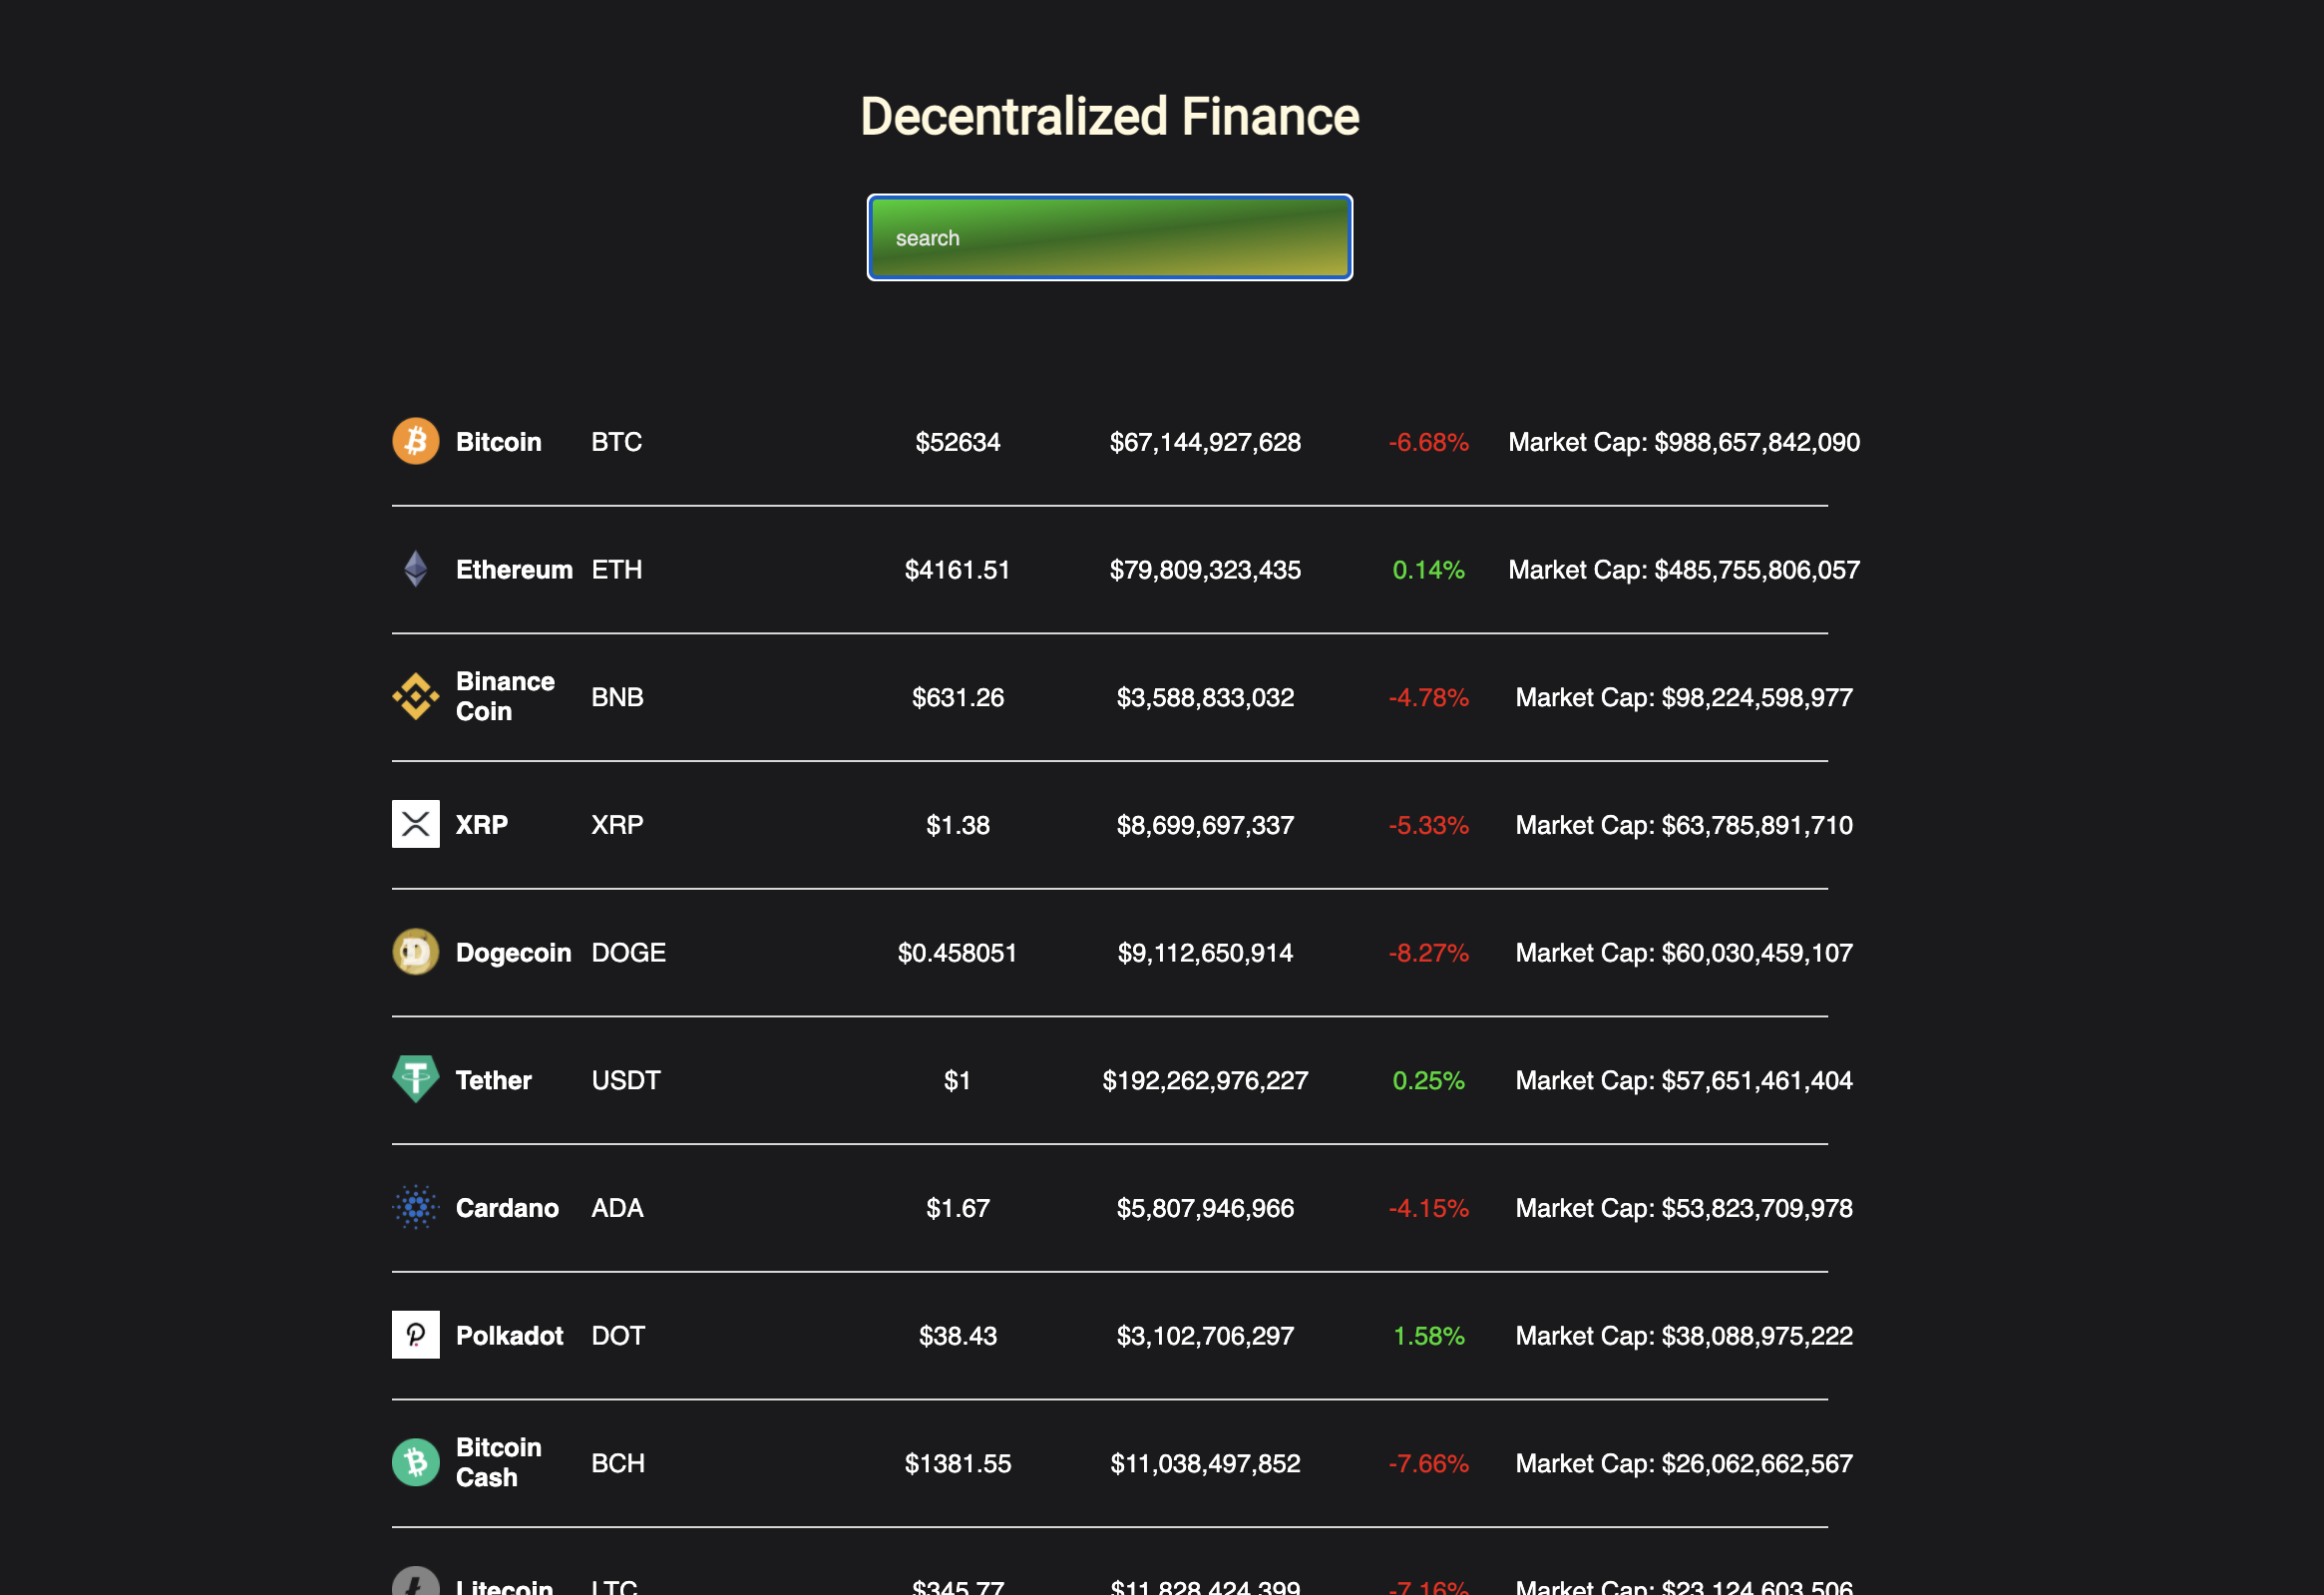 Decentralized Finance
search
Bitcoin BTC $52634 $67,144,927,628 -6.68% Market Cap: $988,657,842,090
Ethereum ETH $4161.51 $79,809,323,435 0.14% Market Cap: $485,755,806,057
Binance Coin BNB $631.26 $3,588,833,032 -4.78% Market Cap: $98,224,598,977
XRP XRP $1.38 $8,699,697,337 -5.33% Market Cap: $63,785,891,710
Dogecoin DOGE $0.458051 $9,112,650,914 -8.27% Market Cap: $60,030,459,107
Tether USDT $1 $192,262,976,227 0.25% Market Cap: $57,651,461,404
Cardano ADA $1.67 $5,807,946,966 -4.15% Market Cap: $53,823,709,978
Polkadot DOT $38.43 $3,102,706,297 1.58% Market Cap: $38,088,975,222
Bitcoin Cash BCH $1381.55 $11,038,497,852 -7.66% Market Cap: $26,062,662,567
Litecoin LTC $345.77 $11,828,424,399 -7.16% Market Cap: $23,124,603,506